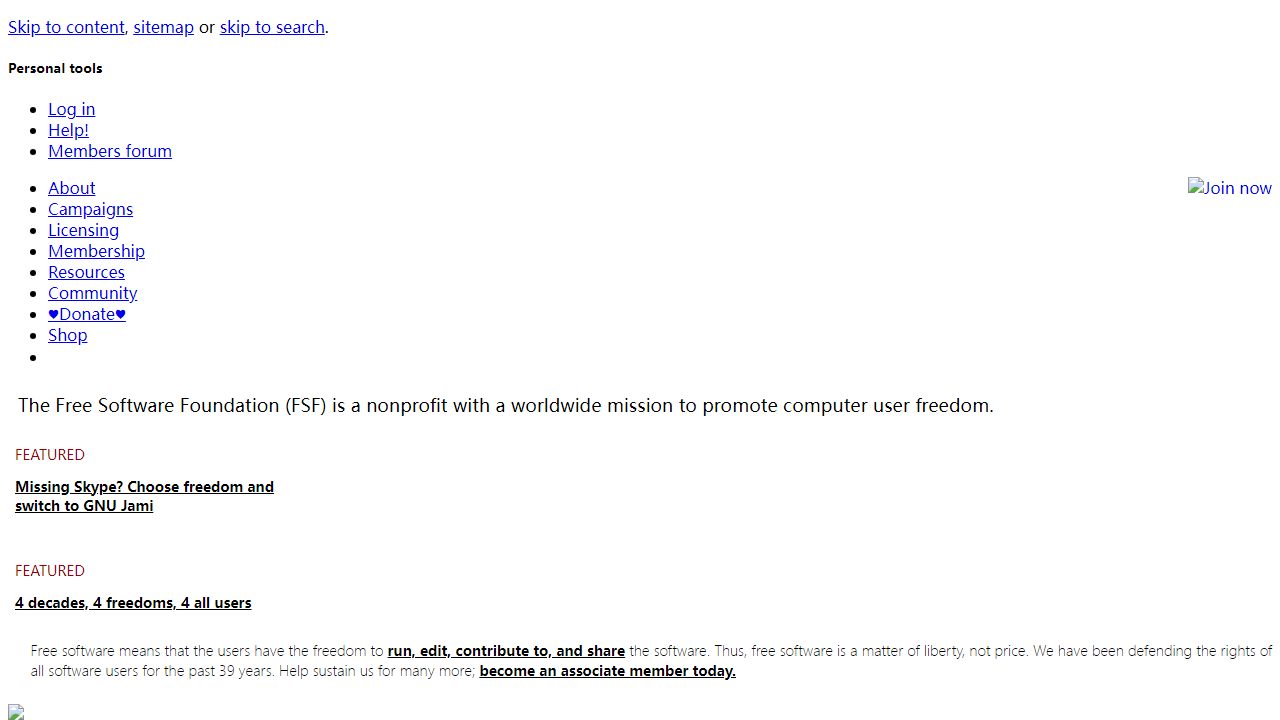 Skip to content, sitemap or skip to search.
Personal tools
Log in
Help!
Members forum
About
Join now
Campaigns
Licensing
Membership
Resources
Community
♥Donate♥
Shop
The Free Software Foundation (FSF) is a nonprofit with a worldwide mission to promote computer user freedom.
FEATURED
Missing Skype? Choose freedom and
switch to GNU Jami
FEATURED
4 decades, 4 freedoms, 4 all users
Free software means that the users have the freedom to run, edit, contribute to, and share the software. Thus, free software is a matter of liberty, not price. We have been defending the rights of
all software users for the past 39 years. Help sustain us for many more; become an associate member today.